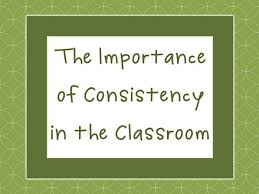 The Importance
of Consistency
in the Classroom